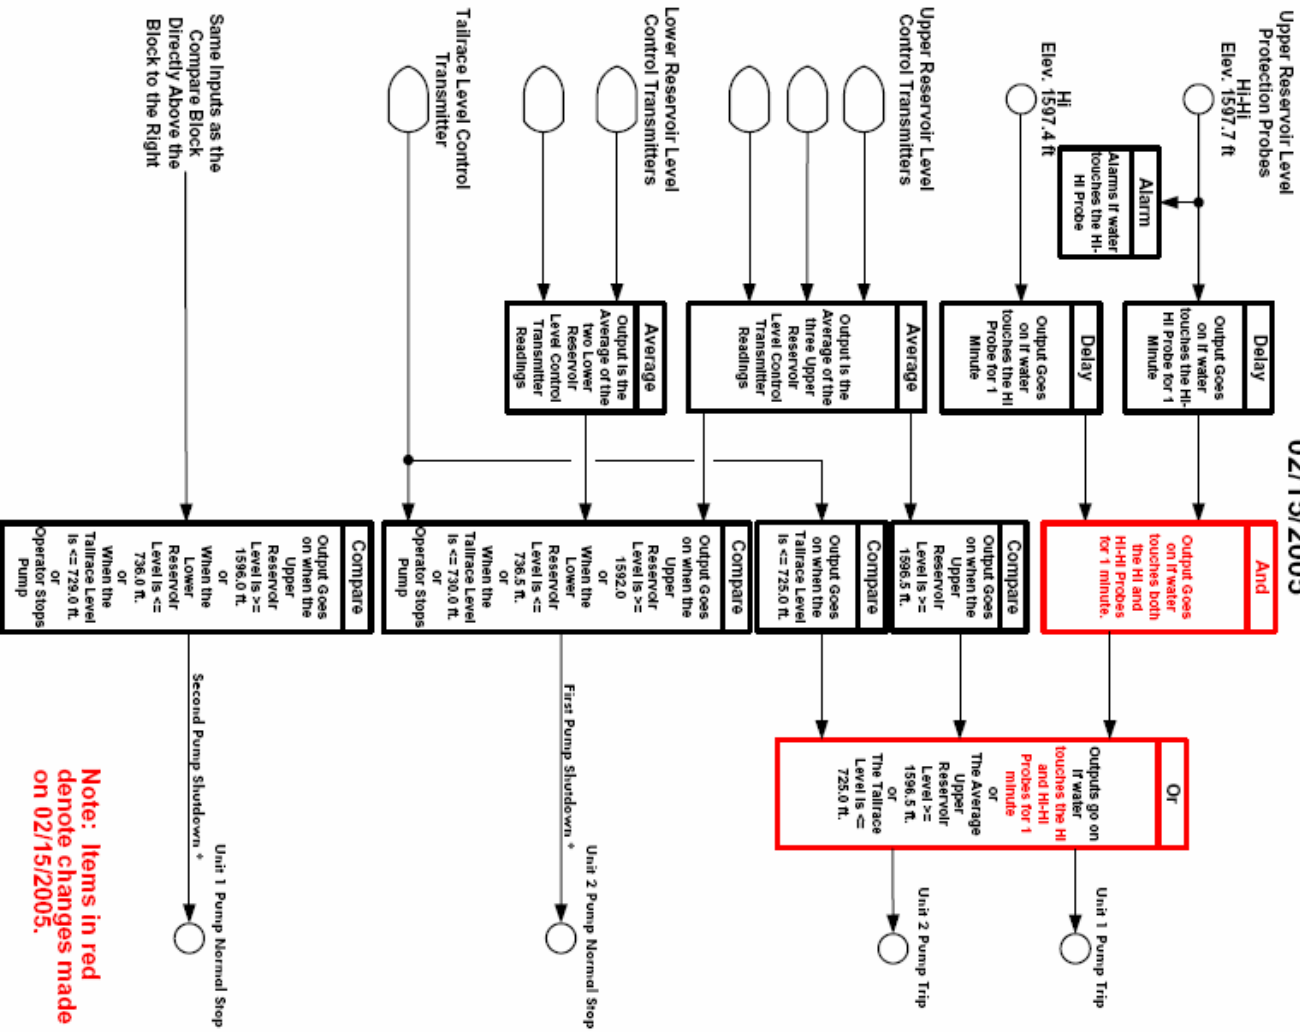 02/15/2005
Upper Reservoir Level
Protection Probes
Hi-Hi
Elev. 1597.7 ft
Hi
Elev. 1597.4 ft
Alarm
Alarms if water
touches the Hi-
Hi Probe
Delay
Output Goes
on if water
touches the Hi-
Hi Probe for 1
Minute
Delay
Output Goes
on if water
touches the Hi
Probe for 1
Minute
And
Output Goes
on if water
touches both
the Hi and
Hi-Hi Probes
for 1 minute.
Upper Reservoir Level
Control Transmitters
Average
Output is the
Average of the
three Upper
Reservoir
Level Control
Transmitter
Readings
Compare
Output Goes
on when the
Upper
Reservoir
Level is >=
1596.5 ft.
Compare
Output Goes
on when the
Tailrace Level
is <= 725.0 ft.
Or
Outputs go on
if water
touches the Hi
and Hi-Hi
Probes for 1
minute
or
The Average
Upper
Reservoir
Level >=
1596.5 ft.
or
The Tailrace
Level is <=
725.0 ft.
Unit 1 Pump Trip
Unit 2 Pump Trip
Lower Reservoir Level
Control Transmitters
Average
Output is the
Average of the
two Lower
Reservoir
Level Control
Transmitter
Readings
Tailrace Level Control
Transmitter
Compare
Output Goes
on when the
Upper
Reservoir
Level is >=
1592.0
or
When the
Lower
Reservoir
Level is <=
736.5 ft.
or
When the
Tailrace Level
is <= 730.0 ft.
or
Operator Stops
Pump
First Pump Shutdown *
Unit 2 Pump Normal Stop
Same Inputs as the
Compare Block
Directly Above the
Block to the Right
Compare
Output Goes
on when the
Upper
Reservoir
Level is >=
1596.0 ft.
or
When the
Lower
Reservoir
Level is <=
736.0 ft.
or
When the
Tailrace Level
is <= 729.0 ft.
or
Operator Stops
Pump
Second Pump Shutdown *
Unit 1 Pump Normal Stop
Note: Items in red
denote changes made
on 02/15/2005.